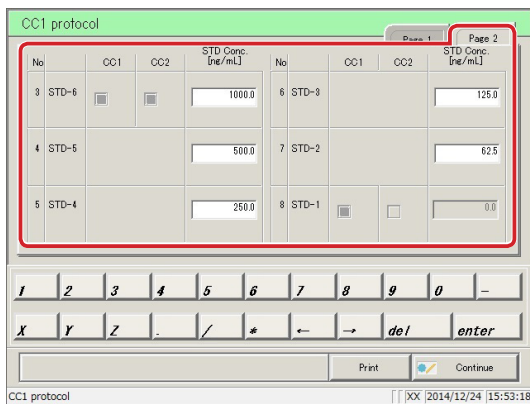 CC1 protocol
Page 1
Page 2
No CC1 CC2 STD Conc. [ng/mL] No CC1 CC2 STD Conc. [ng/mL]
3 STD-6 1000.0 6 STD-3 125.0
4 STD-5 500.0 7 STD-2 62.5
5 STD-4 250.0 8 STD-1 0.0
1 2 3 4 5 6 7 8 9 0 -
X Y Z . / * ← → del enter
Print Continue
CC1 protocol XX 2014/12/24 15:53:18